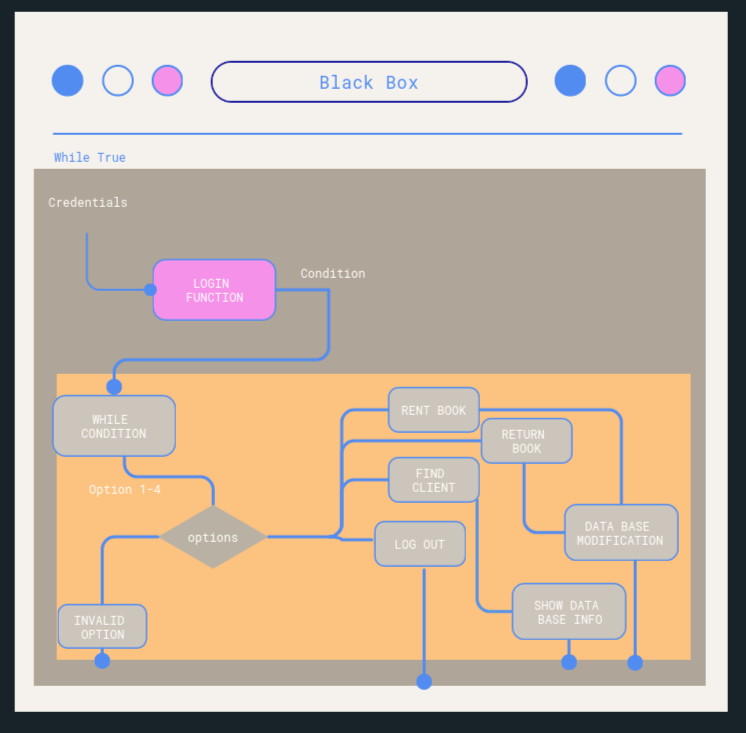 Black Box
While True
Credentials
LOGIN
FUNCTION
Condition
WHILE
CONDITION
Option 1-4
options
INVALID
OPTION
RENT BOOK
RETURN
BOOK
FIND
CLIENT
LOG OUT
DATA BASE
MODIFICATION
SHOW DATA
BASE INFO